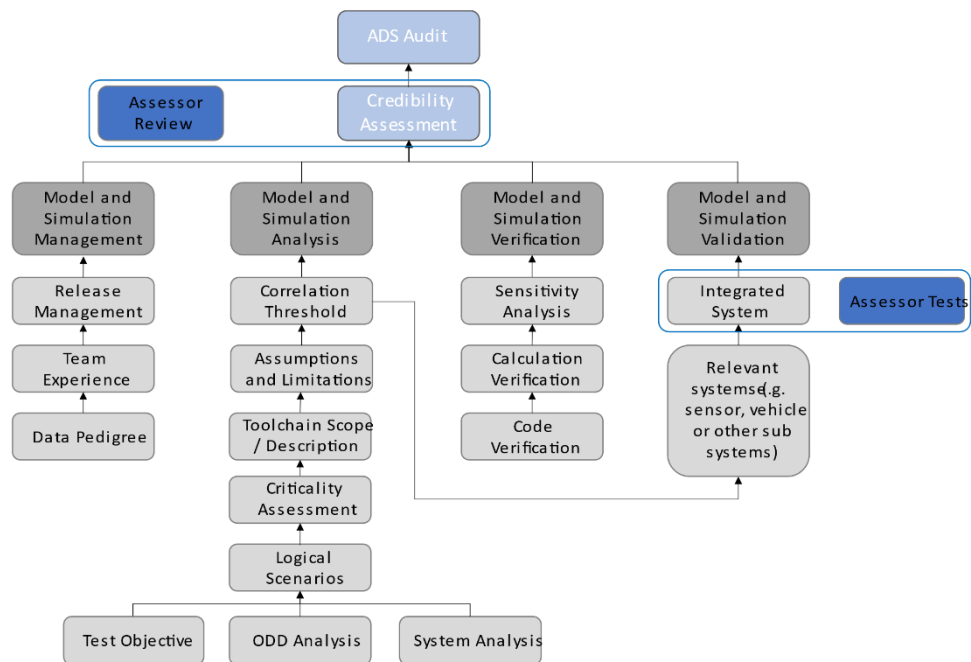 ADS Audit
Assessor
Review
Credibility
Assessment
Model and
Simulation
Management
Model and
Simulation
Analysis
Model and
Simulation
Verification
Model and
Simulation
Validation
Release
Management
Correlation
Threshold
Sensitivity
Analysis
Integrated
System
Assessor Tests
Team
Experience
Assumptions
and Limitations
Calculation
Verification
Relevant
systemse(.g.
sensor, vehicle
or other sub
systems)
Data Pedigree
Toolchain Scope
/ Description
Code
Verification
Criticality
Assessment
Logical
Scenarios
Test Objective
ODD Analysis
System Analysis